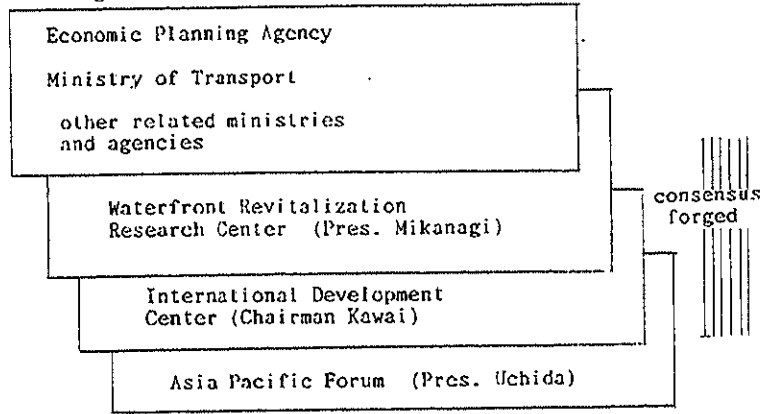 Economic Planning Agency
Ministry of Transport
other related ministries
and agencies
Waterfront Revitalization
Research Center (Pres. Mikanagi)
International Development
Center (Chairman Kawai)
Asia Pacific Forum (Pres. Uchida)
consensus
forged